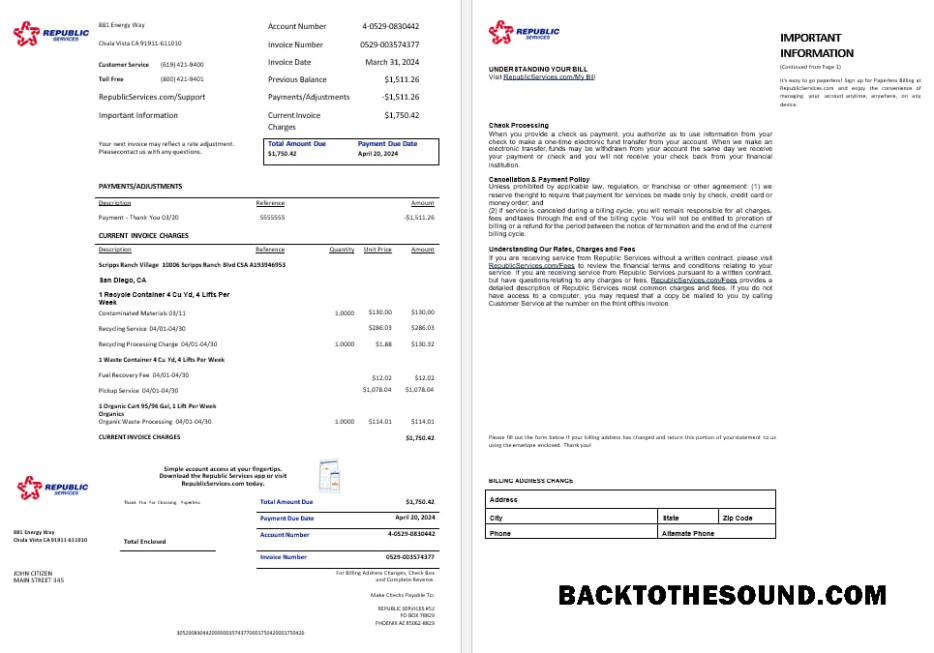 REPUBLIC
SERVICES
881 Energy Way
Chula Vista CA 91911-611010
Customer Service (619) 421-9400
Toll Free (800) 421-9401
RepublicServices.com/Support
Important Information
Account Number 4-0529-0830442
Invoice Number 0529-003574377
Invoice Date March 31, 2024
Previous Balance $1,511.26
Payments/Adjustments -$1,511.26
Current Invoice Charges $1,750.42
Your next invoice may reflect a rate adjustment.
Pleasecontact us with any questions.
Total Amount Due Payment Due Date
$1,750.42 April 20, 2024
PAYMENTS/ADJUSTMENTS
Description Reference Amount
Payment - Thank You 03/20 5555555 -$1,511.26
CURRENT INVOICE CHARGES
Description Reference Quantity Unit Price Amount
Scripps Ranch Village 10006 Scripps Ranch Blvd CSA A193946953
San Diego, CA
1 Recycle Container 4 Cu Yd, 4 Lifts Per
Week
Contaminated Materials 03/11 1.0000 $130.00 $130.00
Recycling Service 04/01-04/30 $286.03 $286.03
Recycling Processing Charge 04/01-04/30 1.0000 $1.88 $130.32
1 Waste Container 4 Cu Yd, 4 Lifts Per Week
Fuel Recovery Fee 04/01-04/30 $12.02 $12.02
Pickup Service 04/01-04/30 $1,078.04 $1,078.04
1 Organic Cart 95/96 Gal, 1 Lift Per Week
Organics
Organic Waste Processing 04/01-04/30 1.0000 $114.01 $114.01
CURRENT INVOICE CHARGES $1,750.42
Simple account access at your fingertips.
Download the Republic Services app or visit
RepublicServices.com today.
REPUBLIC
SERVICES
Thank You For Choosing Paperless
Total Amount Due $1,750.42
Payment Due Date April 20, 2024
Account Number 4-0529-0830442
Invoice Number 0529-003574377
881 Energy Way
Chula Vista CA 91911-611010
Total Enclosed
JOHN CITIZEN
MAIN STREET 345
For Billing Address Changes, Check Box
and Complete Reverse.
Make Checks Payable To:
REPUBLIC SERVICES #52
PO BOX 78829
PHOENIX AZ 85062-8829
REPUBLIC
SERVICES
IMPORTANT
INFORMATION
(Continued from Page 1)
It's easy to go paperless! Sign up for Paperless Billing at
RepublicServices.com and enjoy the convenience of
managing your account anytime, anywhere, on any
device.
UNDERSTANDING YOUR BILL
Visit RepublicServices.com/My Bill
Check Processing
When you provide a check as payment, you authorize us to use information from your
check to make a one-time electronic fund transfer from your account. When we make an
electronic transfer, funds may be withdrawn from your account the same day we receive
your payment or check and you will not receive your check back from your financial
institution.
Cancellation & Payment Policy
Unless prohibited by applicable law, regulation, or franchise or other agreement: (1) we
reserve the right to require that payment for services be made only by check, credit card or
money order; and
(2) if service is canceled during a billing cycle, you will remain responsible for all charges,
fees andtaxes through the end of the billing cycle. You will not be entitled to proration of
billing or a refund for the period between the notice of termination and the end of the current
billing cycle.
Understanding Our Rates, Charges and Fees
If you are receiving service from Republic Services without a written contract, please visit
RepublicServices.com/Fees to review the financial terms and conditions relating to your
service. If you are receiving service from Republic Services pursuant to a written contract,
but have questions relating to any charges or fees, RepublicServices.com/Fees provides a
detailed description of Republic Services most common charges and fees. If you do not
have access to a computer, you may request that a copy be mailed to you by calling
Customer Service at the number on the front ofthis invoice.
Please fill out the form below if your billing address has changed and return this portion of yourstatement to us
using the envelope enclosed. Thank you!
BILLING ADDRESS CHANGE
Address
City State Zip Code
Phone Alternate Phone
BACKTOTHESOUND.COM